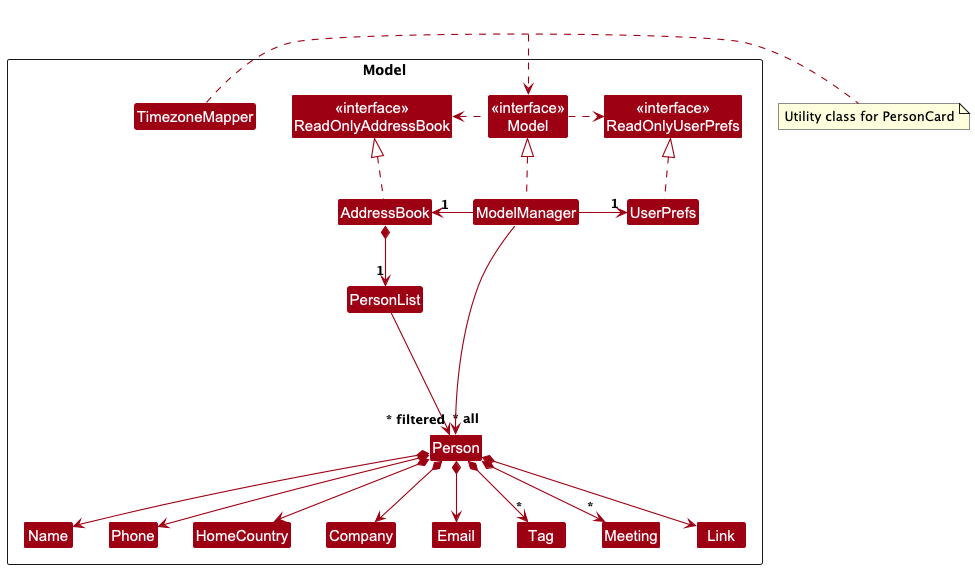 Model
TimezoneMapper
«interface»
ReadOnlyAddressBook
«interface»
Model
«interface»
ReadOnlyUserPrefs
Utility class for PersonCard
AddressBook
1
ModelManager
1
UserPrefs
1
PersonList
* filtered
* all
Person
*
*
Name
Phone
HomeCountry
Company
Email
Tag
Meeting
Link